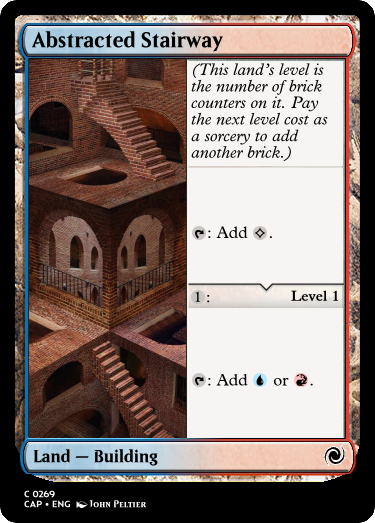 Abstracted Stairway
(This land's level is
the number of brick
counters on it. Pay
the next level cost as
a sorcery to add
another brick.)
: Add .
1 : Level 1
: Add or .
Land — Building
C 0269
CAP • ENG John Peltier